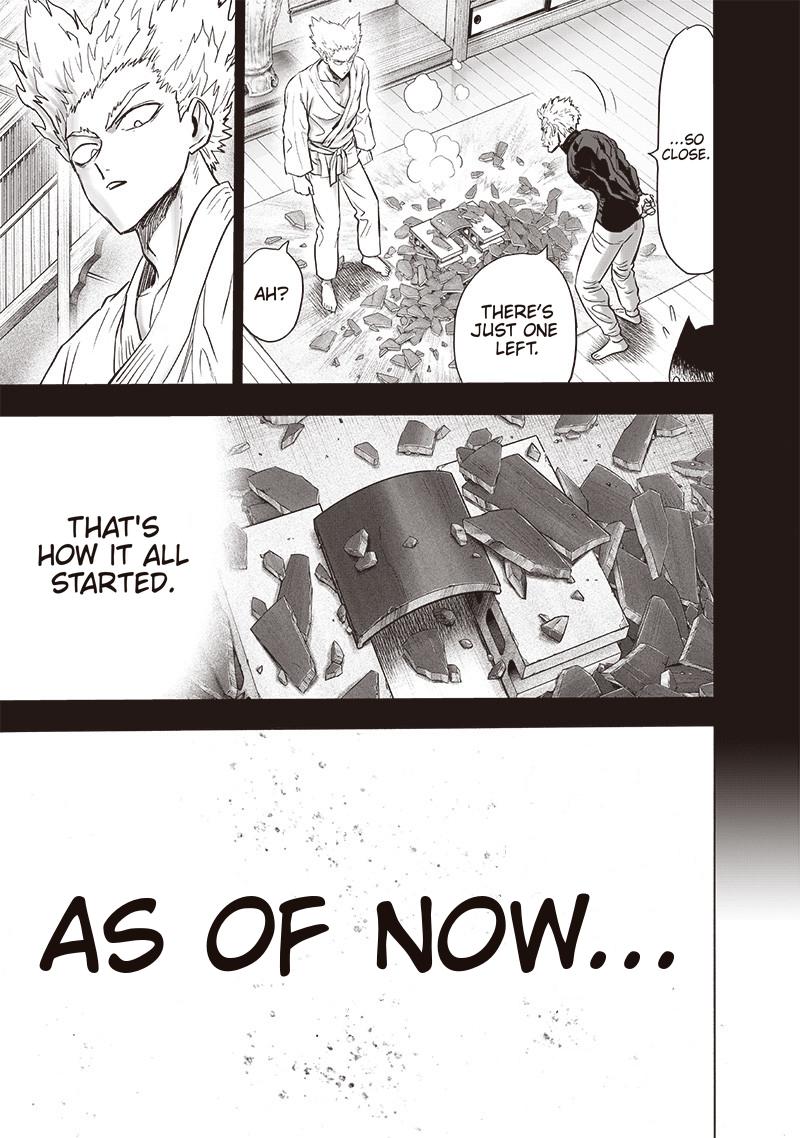 ...SO
CLOSE.
THERE'S
JUST ONE
LEFT.
AH?
THAT'S
HOW IT ALL
STARTED.
AS OF NOW...